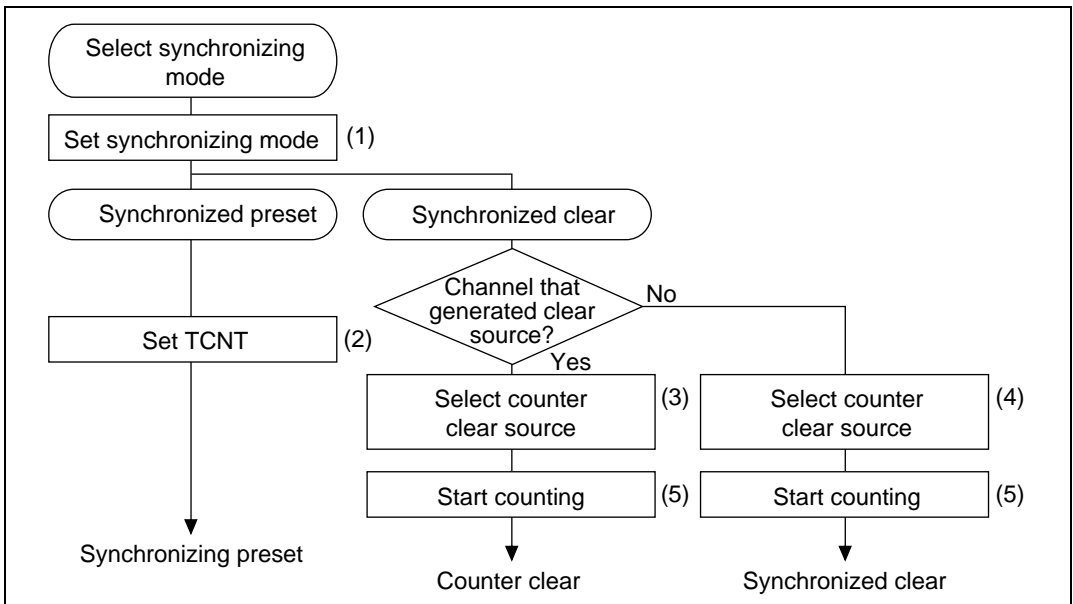 Select synchronizing
mode
Set synchronizing mode (1)
Synchronized preset
Synchronized clear
Channel that
generated clear
source?
No
Yes
Set TCNT (2)
Select counter
clear source
(3)
Select counter
clear source
(4)
Start counting (5)
Start counting (5)
Synchronizing preset
Counter clear
Synchronized clear